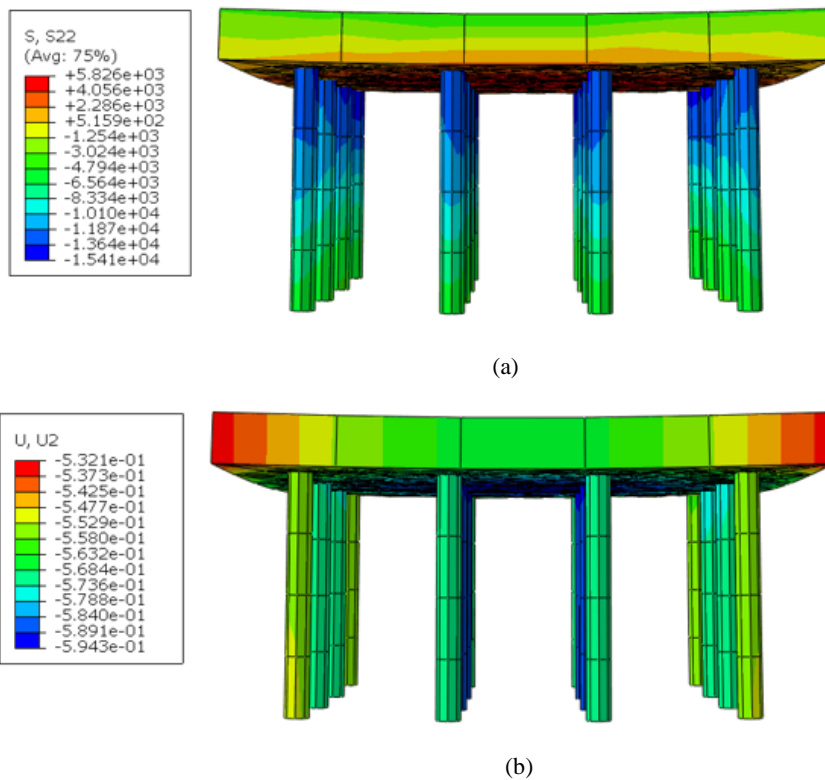 S, S22
(Avg: 75%)
+5.826e+03
+4.056e+03
+2.286e+03
+5.159e+02
-1.254e+03
-3.024e+03
-4.794e+03
-6.564e+03
-8.334e+03
-1.010e+04
-1.187e+04
-1.364e+04
-1.541e+04
(a)
U, U2
-5.321e-01
-5.373e-01
-5.425e-01
-5.477e-01
-5.529e-01
-5.580e-01
-5.632e-01
-5.684e-01
-5.736e-01
-5.788e-01
-5.840e-01
-5.891e-01
-5.943e-01
(b)